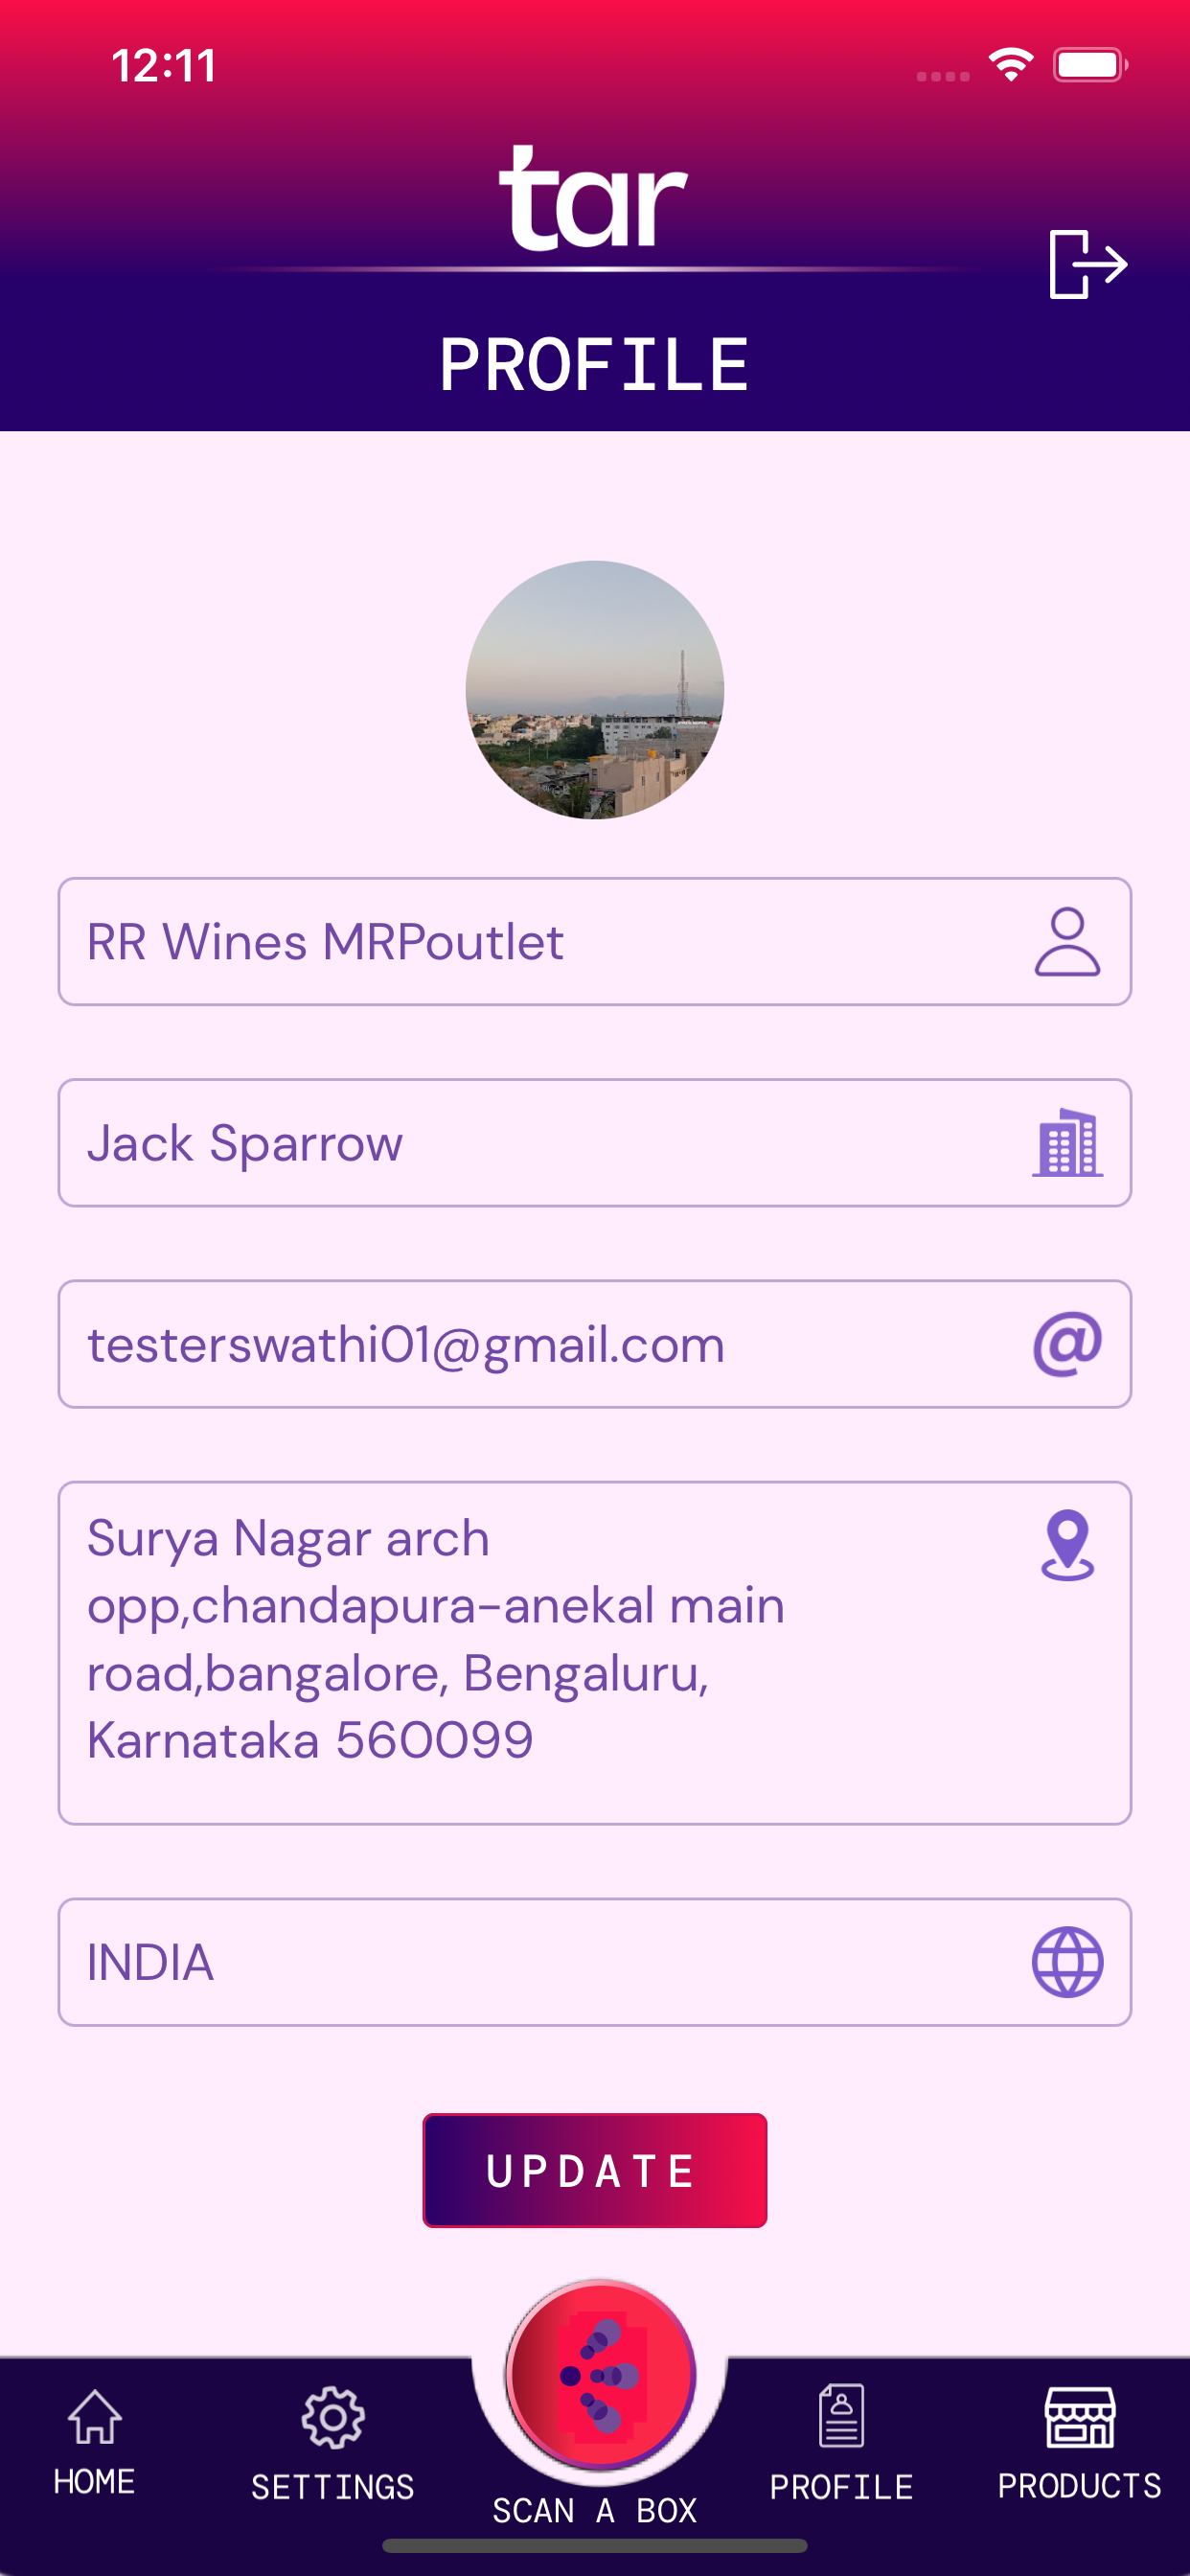 12:11
tar
PROFILE
RR Wines MRPoutlet
Jack Sparrow
testerswathi01@gmail.com
@
Surya Nagar arch
opp,chandapura-anekal main
road,bangalore, Bengaluru,
Karnataka 560099
INDIA
UPDATE
HOME
SETTINGS
SCAN A BOX
PROFILE
PRODUCTS